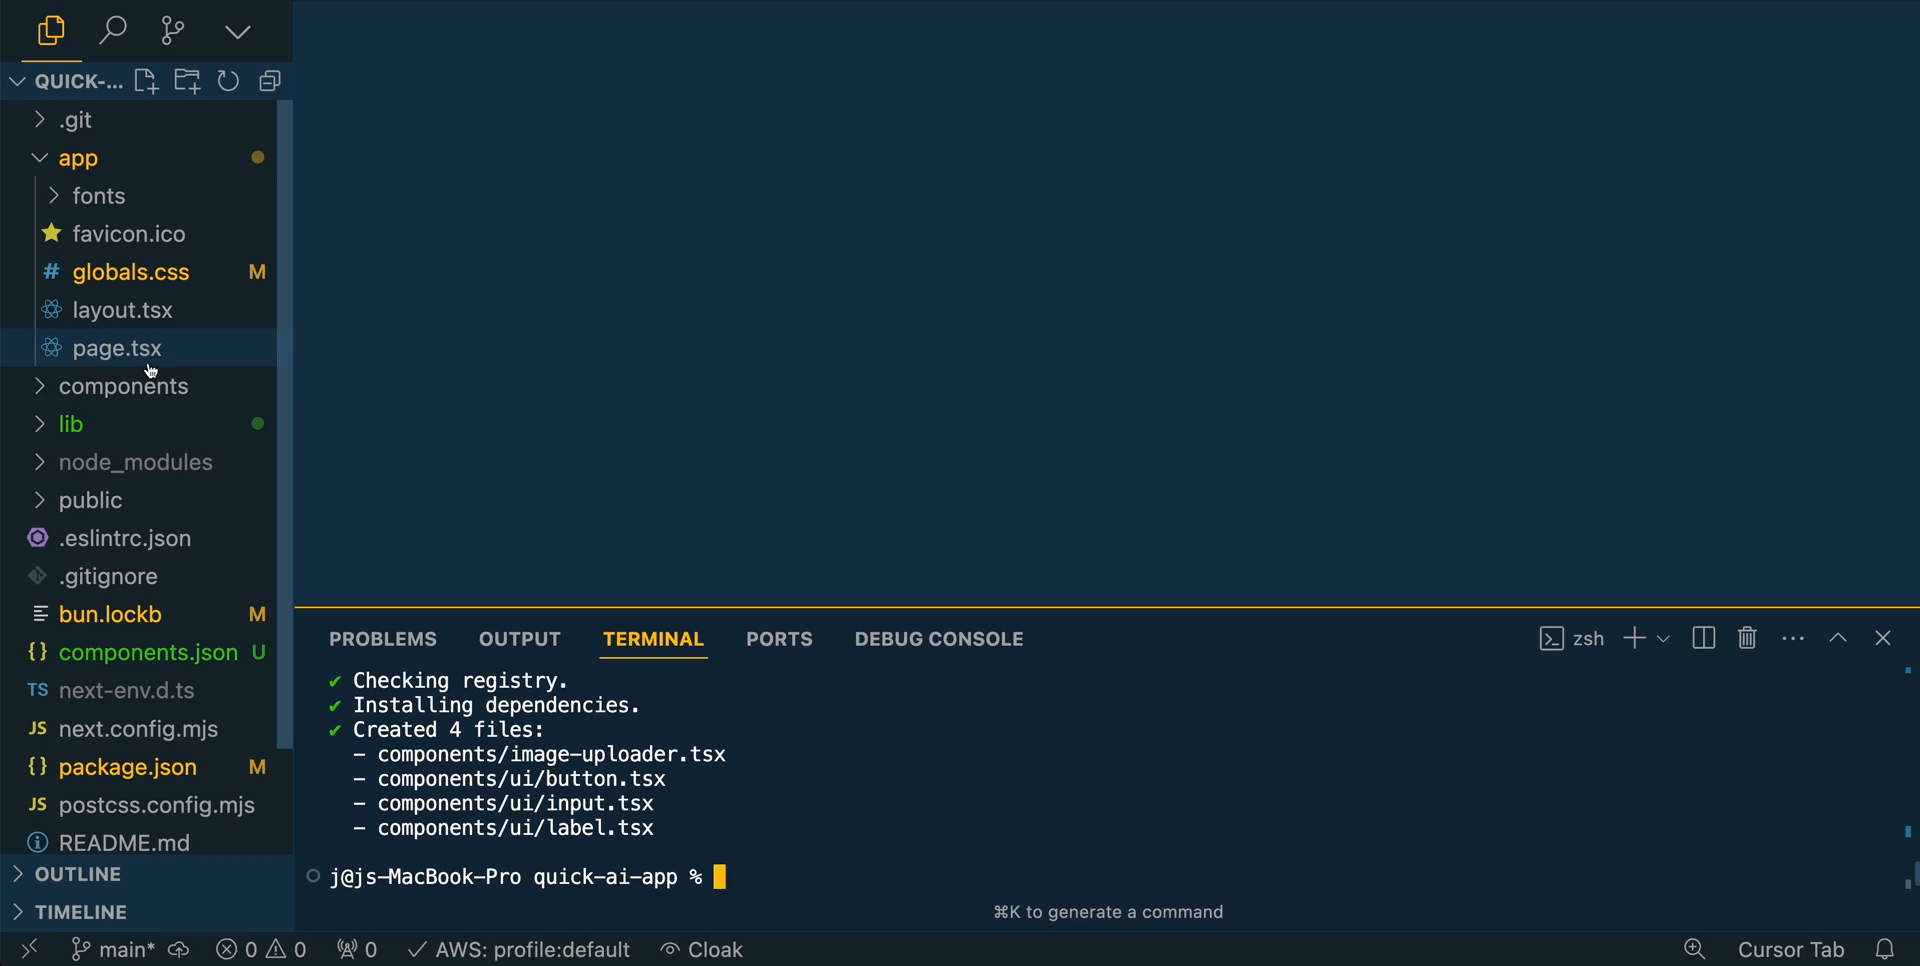 QUICK-...
.git
app
fonts
favicon.ico
# globals.css M
layout.tsx
page.tsx
components
lib
node_modules
public
.eslintrc.json
.gitignore
bun.lockb M
{} components.json U
TS next-env.d.ts
JS next.config.mjs
{} package.json M
JS postcss.config.mjs
README.md
OUTLINE
TIMELINE
PROBLEMS OUTPUT TERMINAL PORTS DEBUG CONSOLE zsh
✔ Checking registry.
✔ Installing dependencies.
✔ Created 4 files:
- components/image-uploader.tsx
- components/ui/button.tsx
- components/ui/input.tsx
- components/ui/label.tsx
j@js-MacBook-Pro quick-ai-app %
⌘K to generate a command
main* 0 0 0 AWS: profile:default Cloak Cursor Tab